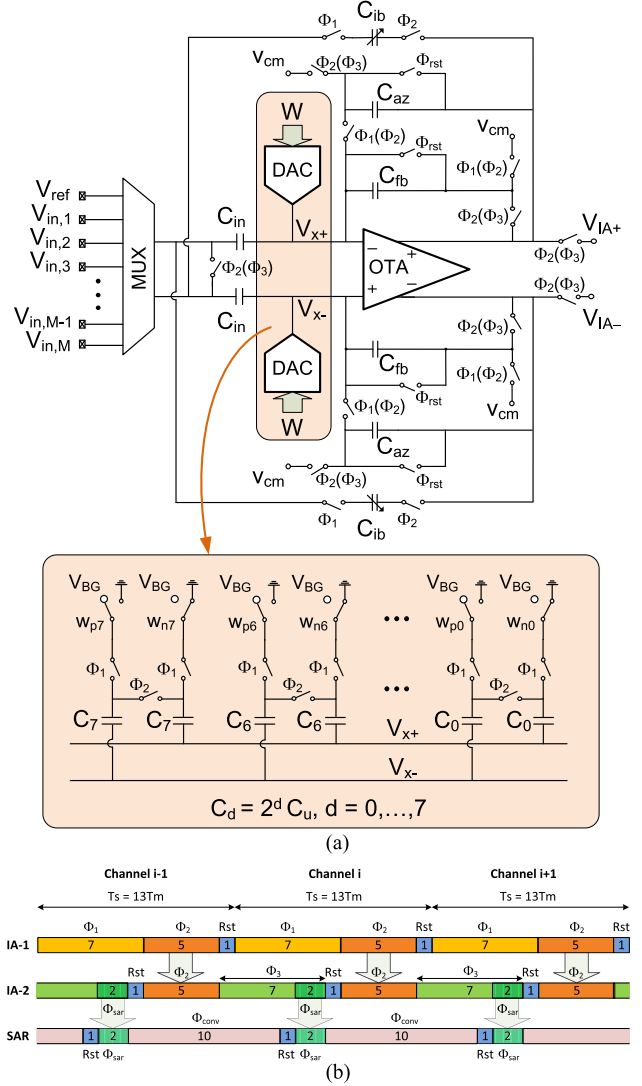 Φ1 Cib Φ2
vcm Φ2(Φ3) Φrst
Caz
W
Φ1(Φ2) Φrst vcm
DAC Cfb Φ1(Φ2)
Vref
Vin,1
Vin,2
Vin,3
Vin,M-1
Vin,M
MUX
Cin Vx+ Φ2(Φ3) VIA+
Φ2(Φ3) − + OTA + − Φ2(Φ3)
Φ2(Φ3)
Cin Vx- VIA−
Φ2(Φ3)
DAC Cfb Φ1(Φ2)
W Φ1(Φ2) Φrst vcm
Caz
vcm Φ2(Φ3) Φrst
Φ1 Cib Φ2
VBG VBG VBG VBG VBG VBG
wp7 wn7 wp6 wn6 ••• wp0 wn0
Φ1 Φ1 Φ1 Φ1 Φ1 Φ1
Φ2 Φ2 ••• Φ2
C7 C7 C6 C6 C0 C0
Vx+
Vx-
Cd = 2^d Cu, d = 0,...,7
(a)
Channel i-1 Channel i Channel i+1
Ts = 13Tm Ts = 13Tm Ts = 13Tm
Φ1 Φ2 Rst Φ1 Φ2 Rst Φ1 Φ2 Rst
IA-1 7 5 1 7 5 1 7 5 1
Rst Φ2 Φ3 Rst Φ2 Φ3 Rst Φ2
IA-2 2 1 5 7 2 1 5 7 2 1 5
Φsar Φconv Φsar Φconv Φsar
SAR 1 2 10 1 2 10 1 2
Rst Φsar Rst Φsar Rst Φsar
(b)